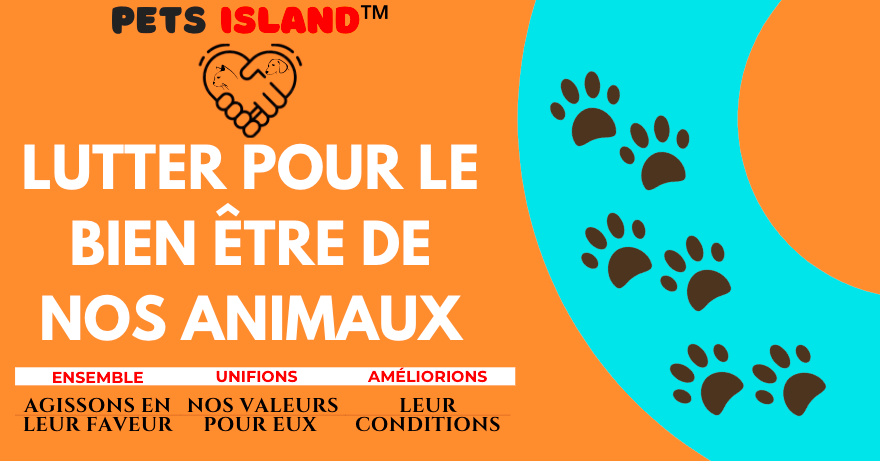 PETS ISLAND™
LUTTER POUR LE
BIEN ÊTRE DE
NOS ANIMAUX
ENSEMBLE
AGISSONS EN
LEUR FAVEUR
UNIFIONS
NOS VALEURS
POUR EUX
AMÉLIORIONS
LEUR
CONDITIONS